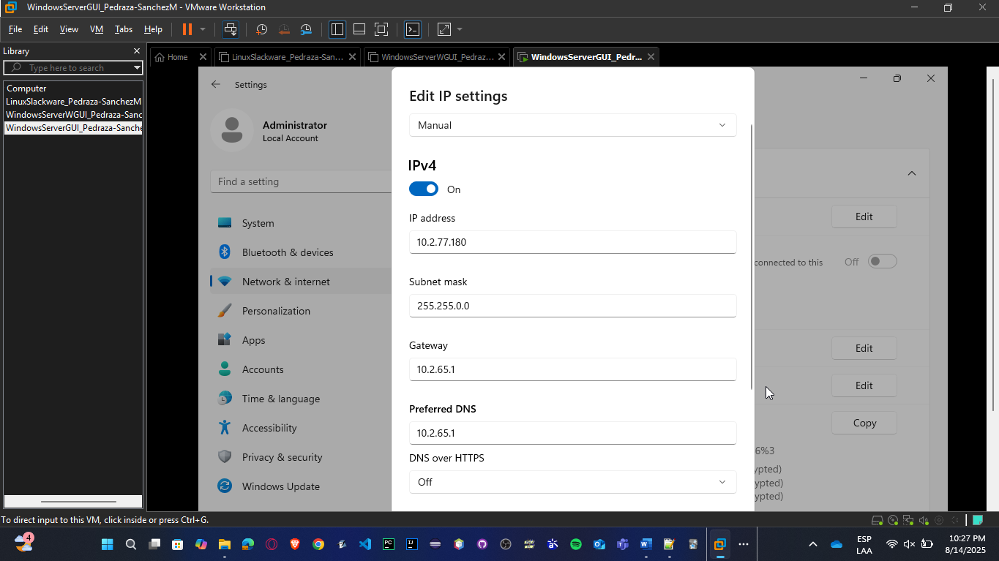 WindowsServerGUI_Pedraza-SanchezM - VMware Workstation
File Edit View VM Tabs Help
Library
Type here to search
Computer
LinuxSlackware_Pedraza-SanchezM
WindowsServerWGUI_Pedraza-Sanc
WindowsServerGUI_Pedraza-Sanche
Home LinuxSlackware_Pedraza-San... WindowsServerWGUI_Pedraz... WindowsServerGUI_Pedr...
Settings
Administrator
Local Account
Find a setting
System
Bluetooth & devices
Network & internet
Personalization
Apps
Accounts
Time & language
Accessibility
Privacy & security
Windows Update
Edit IP settings
Manual
IPv4
On
IP address
10.2.77.180
Subnet mask
255.255.0.0
Gateway
10.2.65.1
Preferred DNS
10.2.65.1
DNS over HTTPS
Off
Edit
connected to this Off
Edit
Edit
Copy
6%3
ypted)
ypted)
ypted)
To direct input to this VM, click inside or press Ctrl+G.
4
ESP
LAA
10:27 PM
8/14/2025